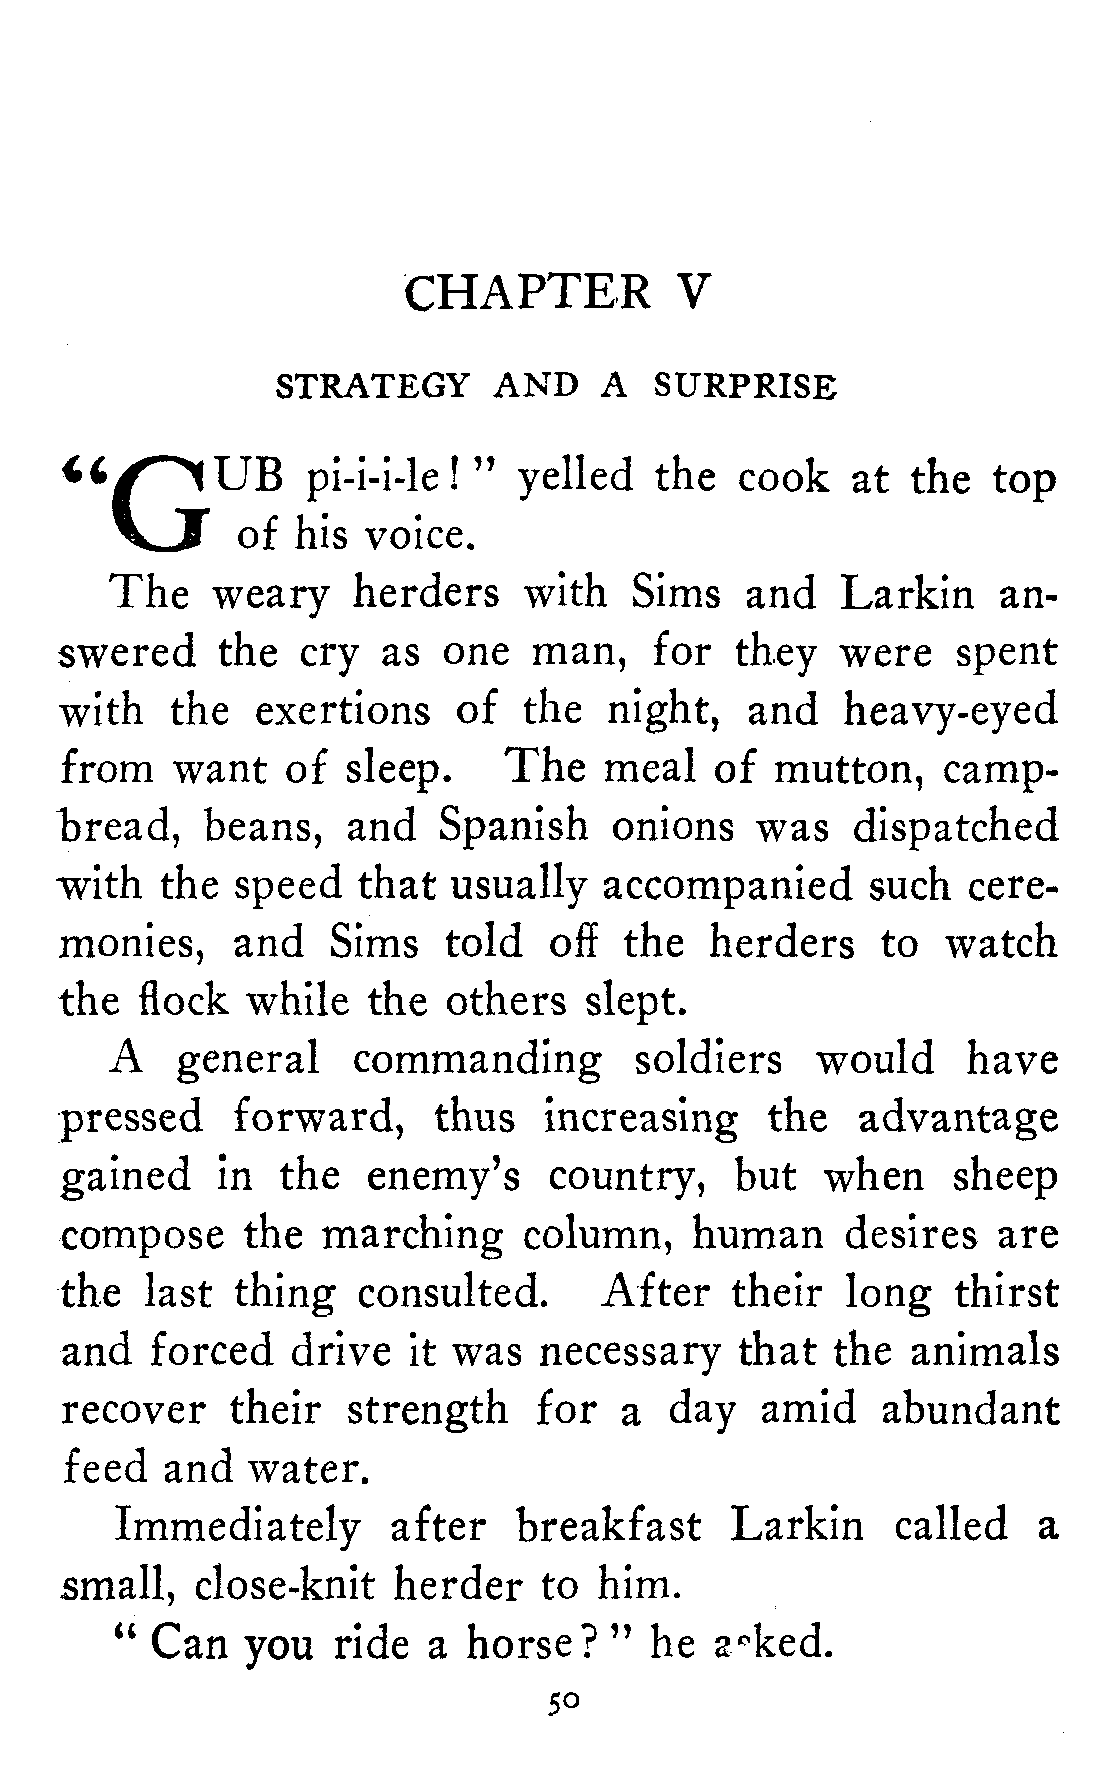 CHAPTER V
STRATEGY AND A SURPRISE
“GUB pi-i-i-le!” yelled the cook at the top
of his voice.
The weary herders with Sims and Larkin an-
swered the cry as one man, for they were spent
with the exertions of the night, and heavy-eyed
from want of sleep. The meal of mutton, camp-
bread, beans, and Spanish onions was dispatched
with the speed that usually accompanied such cere-
monies, and Sims told off the herders to watch
the flock while the others slept.
A general commanding soldiers would have
pressed forward, thus increasing the advantage
gained in the enemy’s country, but when sheep
compose the marching column, human desires are
the last thing consulted. After their long thirst
and forced drive it was necessary that the animals
recover their strength for a day amid abundant
feed and water.
Immediately after breakfast Larkin called a
small, close-knit herder to him.
“Can you ride a horse?” he asked.
50